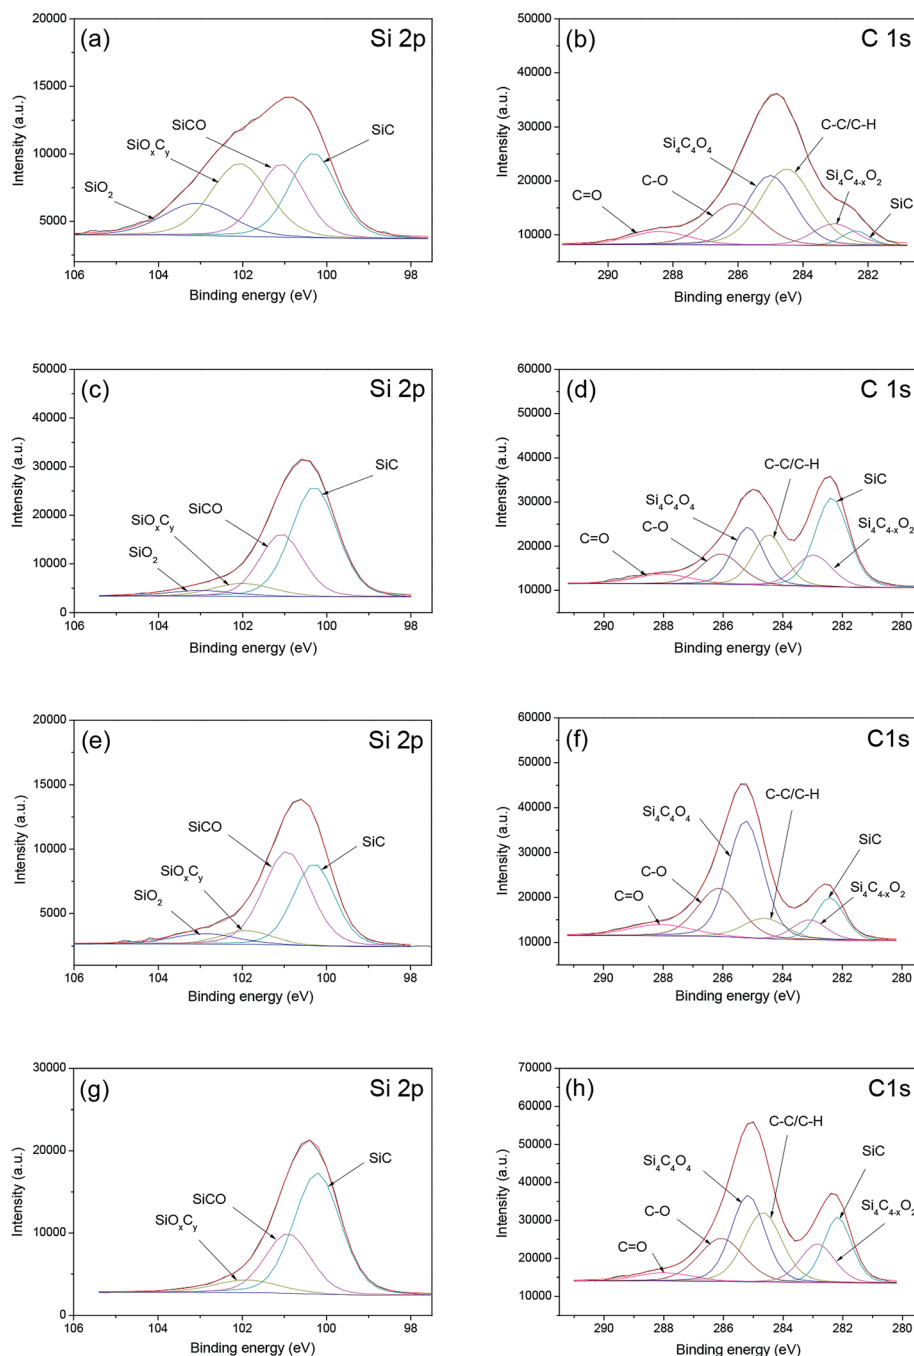 (a)
Si 2p
20000
15000
10000
5000
Intensity (a.u.)
SiO2
SiOxCy
SiCO
SiC
106 104 102 100 98
Binding energy (eV)
(b)
C 1s
50000
40000
30000
20000
10000
Intensity (a.u.)
C=O
C-O
Si4C4O4
C-C/C-H
Si4C4-xO2
SiC
290 288 286 284 282
Binding energy (eV)
(c)
Si 2p
50000
40000
30000
20000
10000
0
Intensity (a.u.)
SiO2
SiOxCy
SiCO
SiC
106 104 102 100 98
Binding energy (eV)
(d)
C 1s
60000
50000
40000
30000
20000
10000
Intensity (a.u.)
C=O
C-O
Si4C4O4
C-C/C-H
SiC
Si4C4-xO2
290 288 286 284 282 280
Binding energy (eV)
(e)
Si 2p
20000
15000
10000
5000
0
Intensity (a.u.)
SiO2
SiOxCy
SiCO
SiC
106 104 102 100 98
Binding energy (eV)
(f)
C1s
60000
50000
40000
30000
20000
10000
Intensity (a.u.)
C=O
C-O
Si4C4O4
C-C/C-H
SiC
Si4C4-xO2
290 288 286 284 282 280
Binding energy (eV)
(g)
Si 2p
30000
20000
10000
0
Intensity (a.u.)
SiOxCy
SiCO
SiC
106 104 102 100 98
Binding energy (eV)
(h)
C1s
70000
60000
50000
40000
30000
20000
10000
Intensity (a.u.)
C=O
C-O
Si4C4O4
C-C/C-H
SiC
Si4C4-xO2
290 288 286 284 282 280
Binding energy (eV)